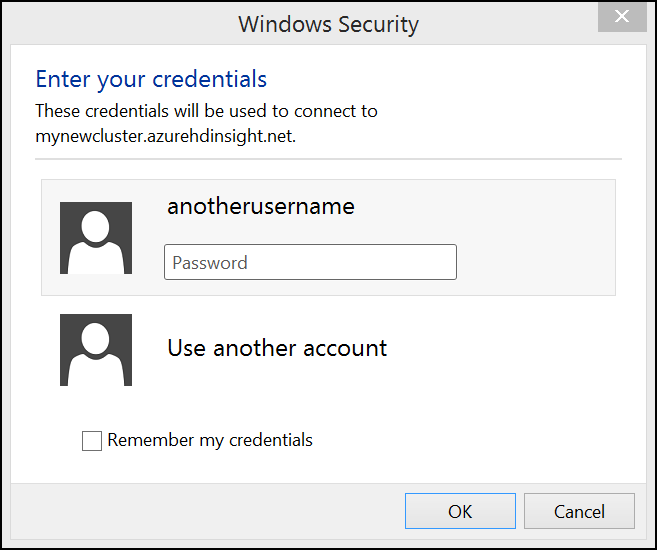 Windows Security
Enter your credentials
These credentials will be used to connect to
mynewcluster.azurehdinsight.net.
anotherusername
Password
Use another account
Remember my credentials
OK
Cancel